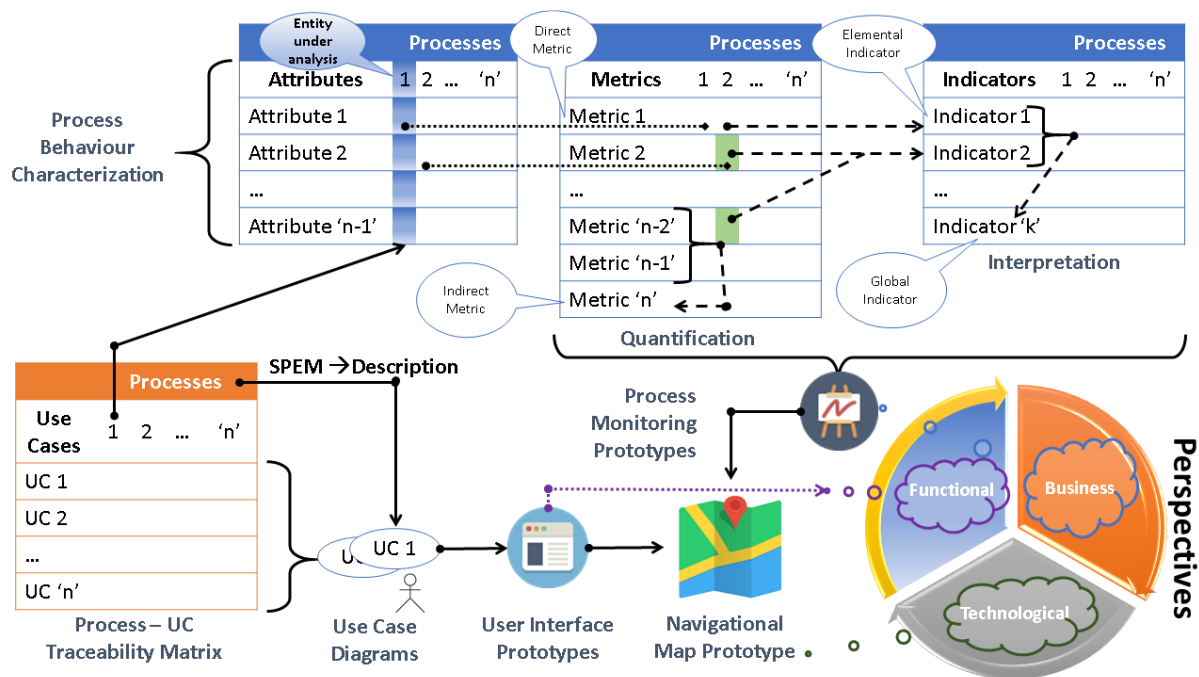 Entity
under
analysis
Processes
Attributes 1 2 ... ‘n’
Attribute 1
Attribute 2
...
Attribute ‘n-1’
Process
Behaviour
Characterization
Direct
Metric
Processes
Metrics 1 2 ... ‘n’
Metric 1
Metric 2
...
Metric ‘n-2’
Metric ‘n-1’
Metric ‘n’
Indirect
Metric
Quantification
Elemental
Indicator
Processes
Indicators 1 2 ... ‘n’
Indicator 1
Indicator 2
...
Indicator ‘k’
Global
Indicator
Interpretation
Processes
Use
Cases
1 2 ... ‘n’
UC 1
UC 2
...
UC ‘n’
Process – UC
Traceability Matrix
SPEM →Description
UC 1
Use Case
Diagrams
User Interface
Prototypes
Process
Monitoring
Prototypes
Navigational
Map Prototype
Functional
Business
Technological
Perspectives